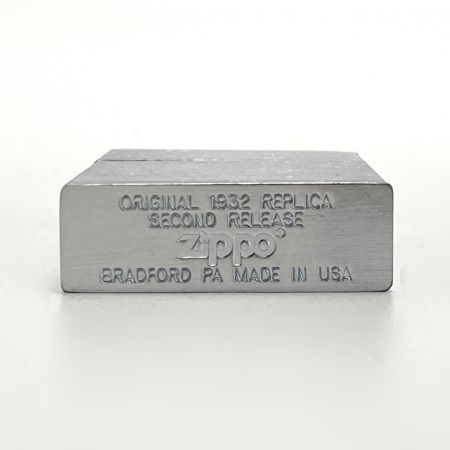 ORIGINAL 1932 REPLICA
SECOND RELEASE
Zippo®
BRADFORD PA MADE IN USA